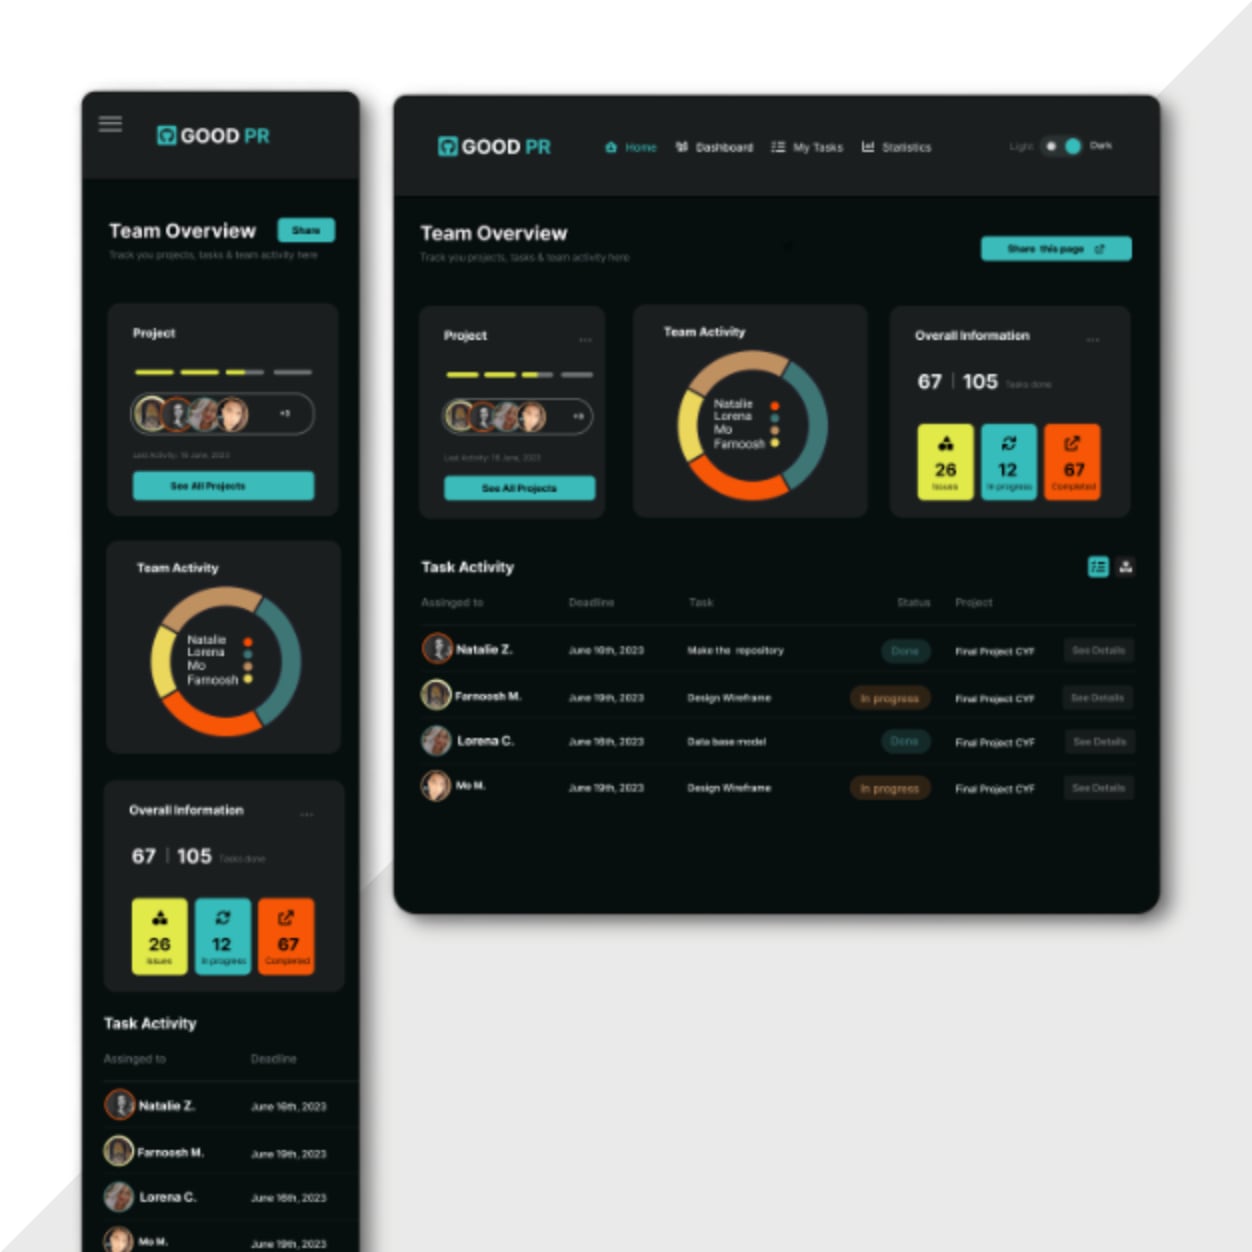 GOOD PR
Team Overview
Share
Track you projects, tasks & team activity here
Project
+3
Last Activity: 16 June, 2023
See All Projects
Team Activity
Natalie
Lorena
Mo
Farnoosh
Overall Information
...
67 | 105 Tasks done
26
Issues
12
In progress
67
Completed
Task Activity
Assinged to Deadline
Natalie Z. June 16th, 2023
Farnoosh M. June 19th, 2023
Lorena C. June 16th, 2023
Mo M. June 19th, 2023
GOOD PR Home Dashboard My Tasks Statistics Light Dark
Team Overview
Track you projects, tasks & team activity here
Share this page
Project ...
+3
Last Activity: 16 June, 2023
See All Projects
Team Activity
Natalie
Lorena
Mo
Farnoosh
Overall Information ...
67 | 105 Tasks done
26
Issues
12
In progress
67
Completed
Task Activity
Assinged to Deadline Task Status Project
Natalie Z. June 16th, 2023 Make the repository Done Final Project CYF See Details
Farnoosh M. June 19th, 2023 Design Wireframe In progress Final Project CYF See Details
Lorena C. June 16th, 2023 Data base model Done Final Project CYF See Details
Mo M. June 19th, 2023 Design Wireframe In progress Final Project CYF See Details